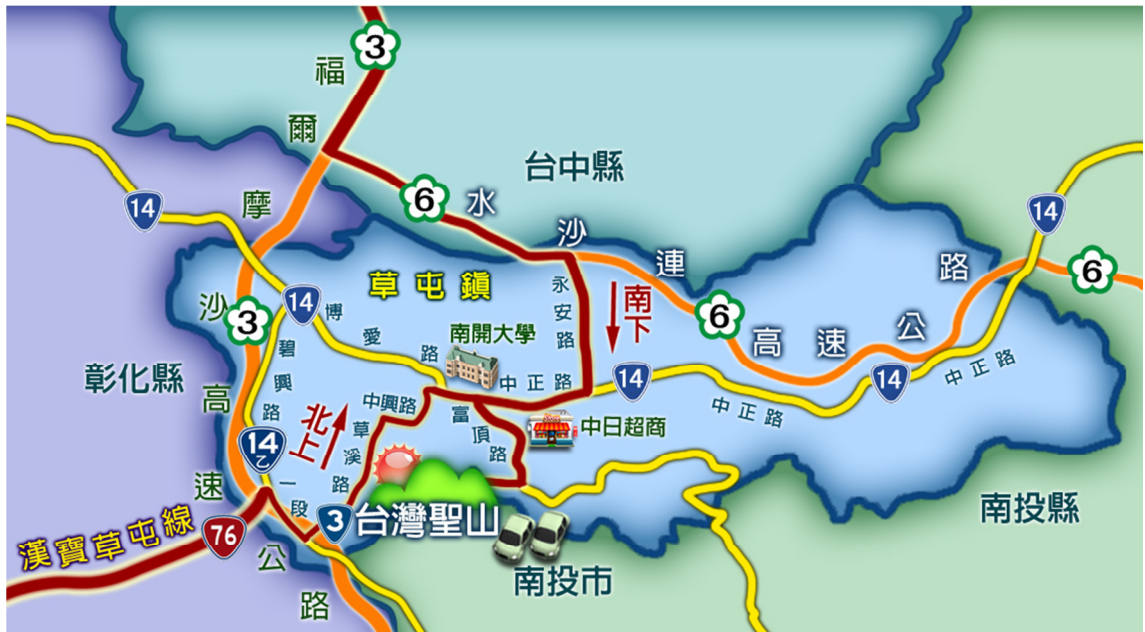 3
福爾摩沙高速公路
台中縣
14
6
水沙連高速公路
14
6
草屯鎮
永安路
南下
14
博愛路
3
南開大學
6
碧興路一段
彰化縣
中正路
14
14
中正路
中正路
中興路
富頂路
中日超商
北上
草溪路
14
乙
台灣聖山
3
南投縣
漢寶草屯線
76
南投市